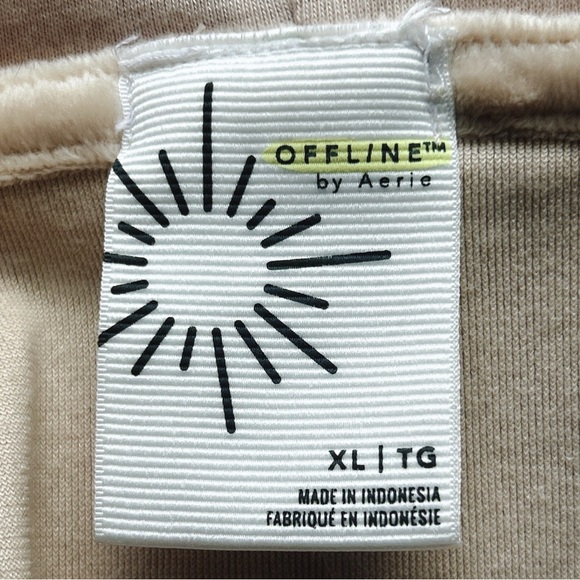 OFFLINE™
by Aerie
XL | TG
MADE IN INDONESIA
FABRIQUÉ EN INDONÉSIE